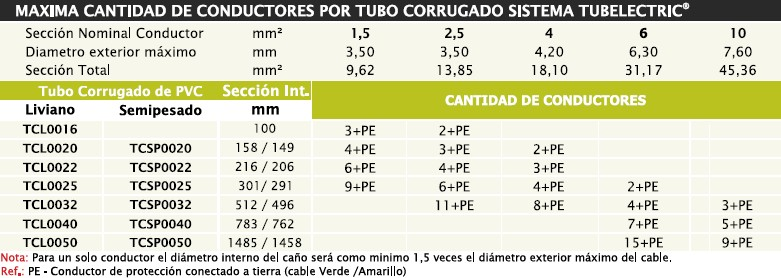 MAXIMA CANTIDAD DE CONDUCTORES POR TUBO CORRUGADO SISTEMA TUBELECTRIC®
Sección Nominal Conductor mm² 1,5 2,5 4 6 10
Diametro exterior máximo mm 3,50 3,50 4,20 6,30 7,60
Sección Total mm² 9,62 13,85 18,10 31,17 45,36
Tubo Corrugado de PVC Sección Int. CANTIDAD DE CONDUCTORES
Liviano Semipesado mm
TCL0016 100 3+PE 2+PE
TCL0020 TCSP0020 158 / 149 4+PE 3+PE 2+PE
TCL0022 TCSP0022 216 / 206 6+PE 4+PE 3+PE
TCL0025 TCSP0025 301/ 291 9+PE 6+PE 4+PE 2+PE
TCL0032 TCSP0032 512 / 496 11+PE 8+PE 4+PE 3+PE
TCL0040 TCSP0040 783 / 762 7+PE 5+PE
TCL0050 TCSP0050 1485 / 1458 15+PE 9+PE
Nota: Para un solo conductor el diámetro interno del caño será como minimo 1,5 veces el diámetro exterior máximo del cable.
Ref.: PE - Conductor de protección conectado a tierra (cable Verde /Amarillo)